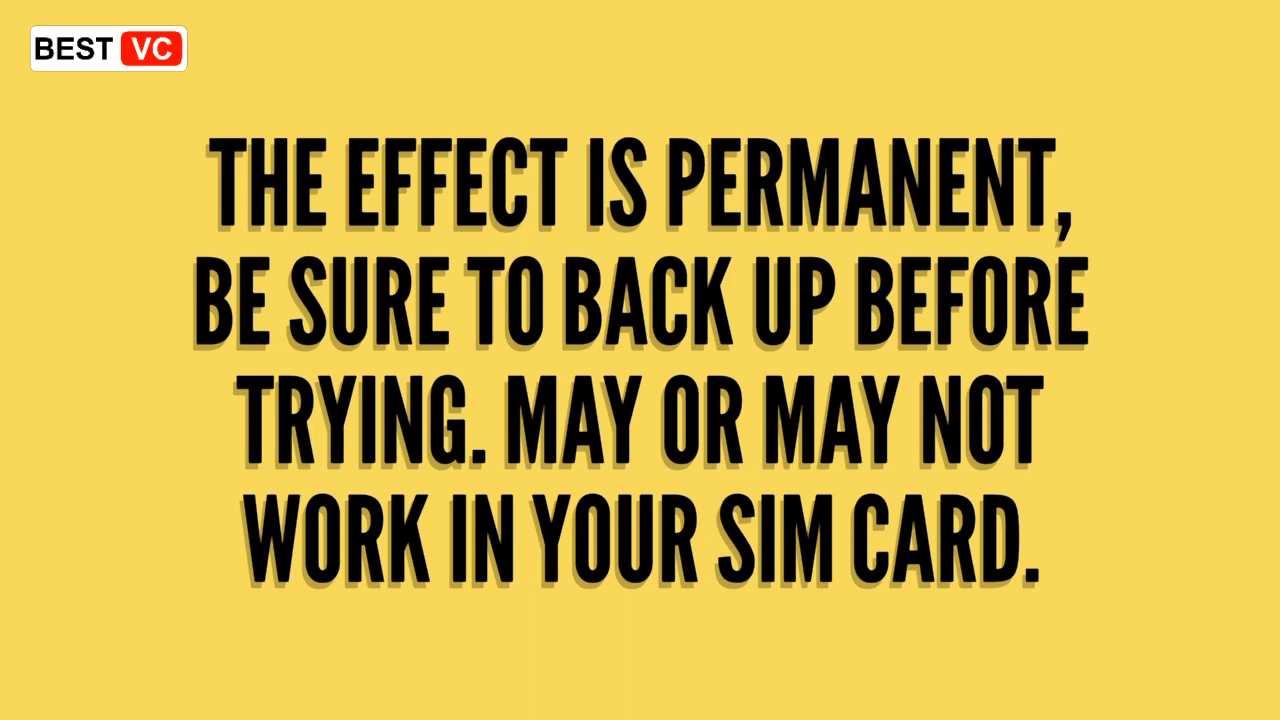 BEST VC
THE EFFECT IS PERMANENT,
BE SURE TO BACK UP BEFORE
TRYING. MAY OR MAY NOT
WORK IN YOUR SIM CARD.